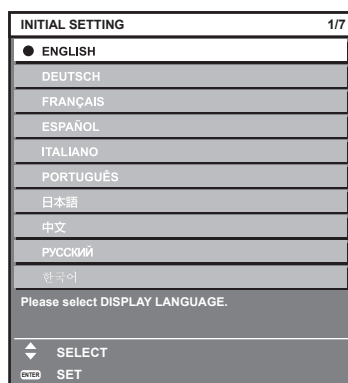 INITIAL SETTING 1/7
ENGLISH
DEUTSCH
FRANÇAIS
ESPAÑOL
ITALIANO
PORTUGUÊS
日本語
中文
РУССКИЙ
한국어
Please select DISPLAY LANGUAGE.
SELECT
ENTER SET